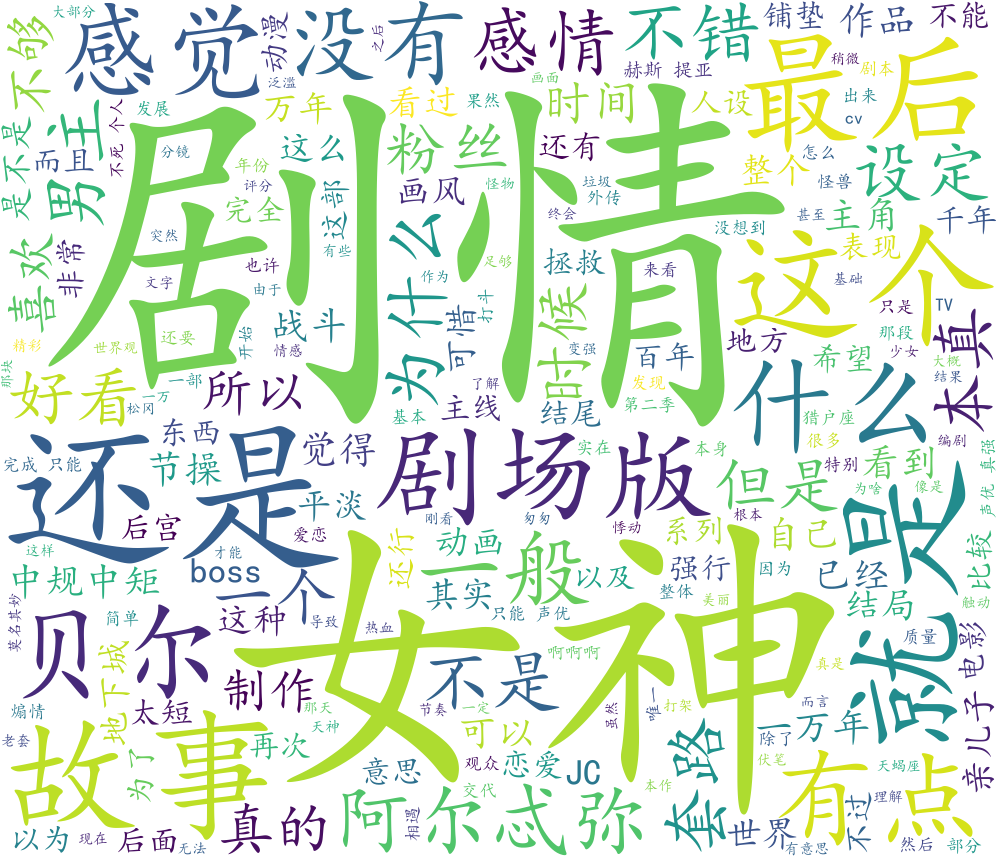 大部分
感觉
动漫
没有
之后
感情
不错
铺垫
作品
不能
不够
泛滥
画面
赫斯提亚
稍微
剧本
最后
主
发展
不死
个人
万年
看过
果然
时间
人设
出来
cv
是不是
而且
男
分镜
年份
这么
粉丝
还有
整个
怎么
设定
剧情
评分
完全
这部
画风
怪物
垃圾
外传
怪兽
主角
千年
喜欢
非常
突然
有些
终会
没想到
甚至
表现
这个
也许
为什么
作为
足够
拯救
来看
基础
文字
由于
战斗
可惜
打斗
时候
只是
TV
本真
精彩
世界观
还要
开始
情感
变强
百年
地方
那段
少女
希望
大概
结果
那块
好看
一部
一万
松冈
所以
基本
主线
了解
结尾
发现
第二季
什么
猎户座
很多
编剧
东西
觉得
剧场版
实在
本身
但是
特别
看到
声优
真强
完成
只能
还是
节操
平淡
后宫
爱恋
刚看
匆匆
悸动
根本
系列
自己
为啥
像是
就是
比较
这样
才能
boss
一个
还行
动画
一般
以及
强行
因为
已经
中规中矩
其实
整体
美丽
结局
触动
莫名其妙
简单
贝尔
这种
导致
热血
只能
声优
女神
质量
电影
地下城
太短
制作
不是
啊啊啊
真是
煽情
那天
天神
节奏
一定
虽然
唯一
打架
而言
一万年
亲儿子
老套
故事
再次
可以
除了
伏笔
套路
有点
天蝎座
为了
意思
观众
恋爱
JC
本作
理解
交代
以为
现在
后面
无法
真的
相遇
阿尔忒弥
世界
有意思
不过
然后
部分